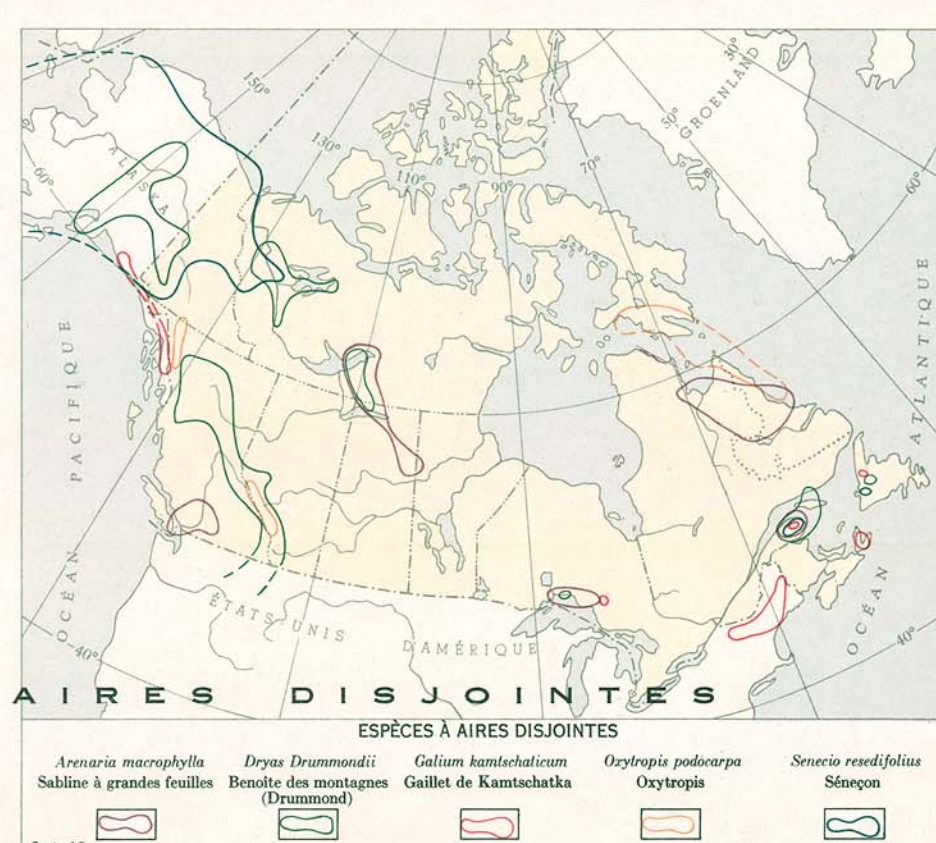 150°
130°
110°
90°
70°
50°
30°
60°
60°
GROENLAND
ALASKA
OCÉAN PACIFIQUE
OCÉAN ATLANTIQUE
ÉTATS-UNIS D'AMÉRIQUE
40°
40°
AIRES DISJOINTES
ESPÈCES À AIRES DISJOINTES
Arenaria macrophylla
Sabline à grandes feuilles
Dryas Drummondii
Benoîte des montagnes
(Drummond)
Galium kamtschaticum
Gaillet de Kamtschatka
Oxytropis podocarpa
Oxytropis
Senecio resedifolius
Séneçon